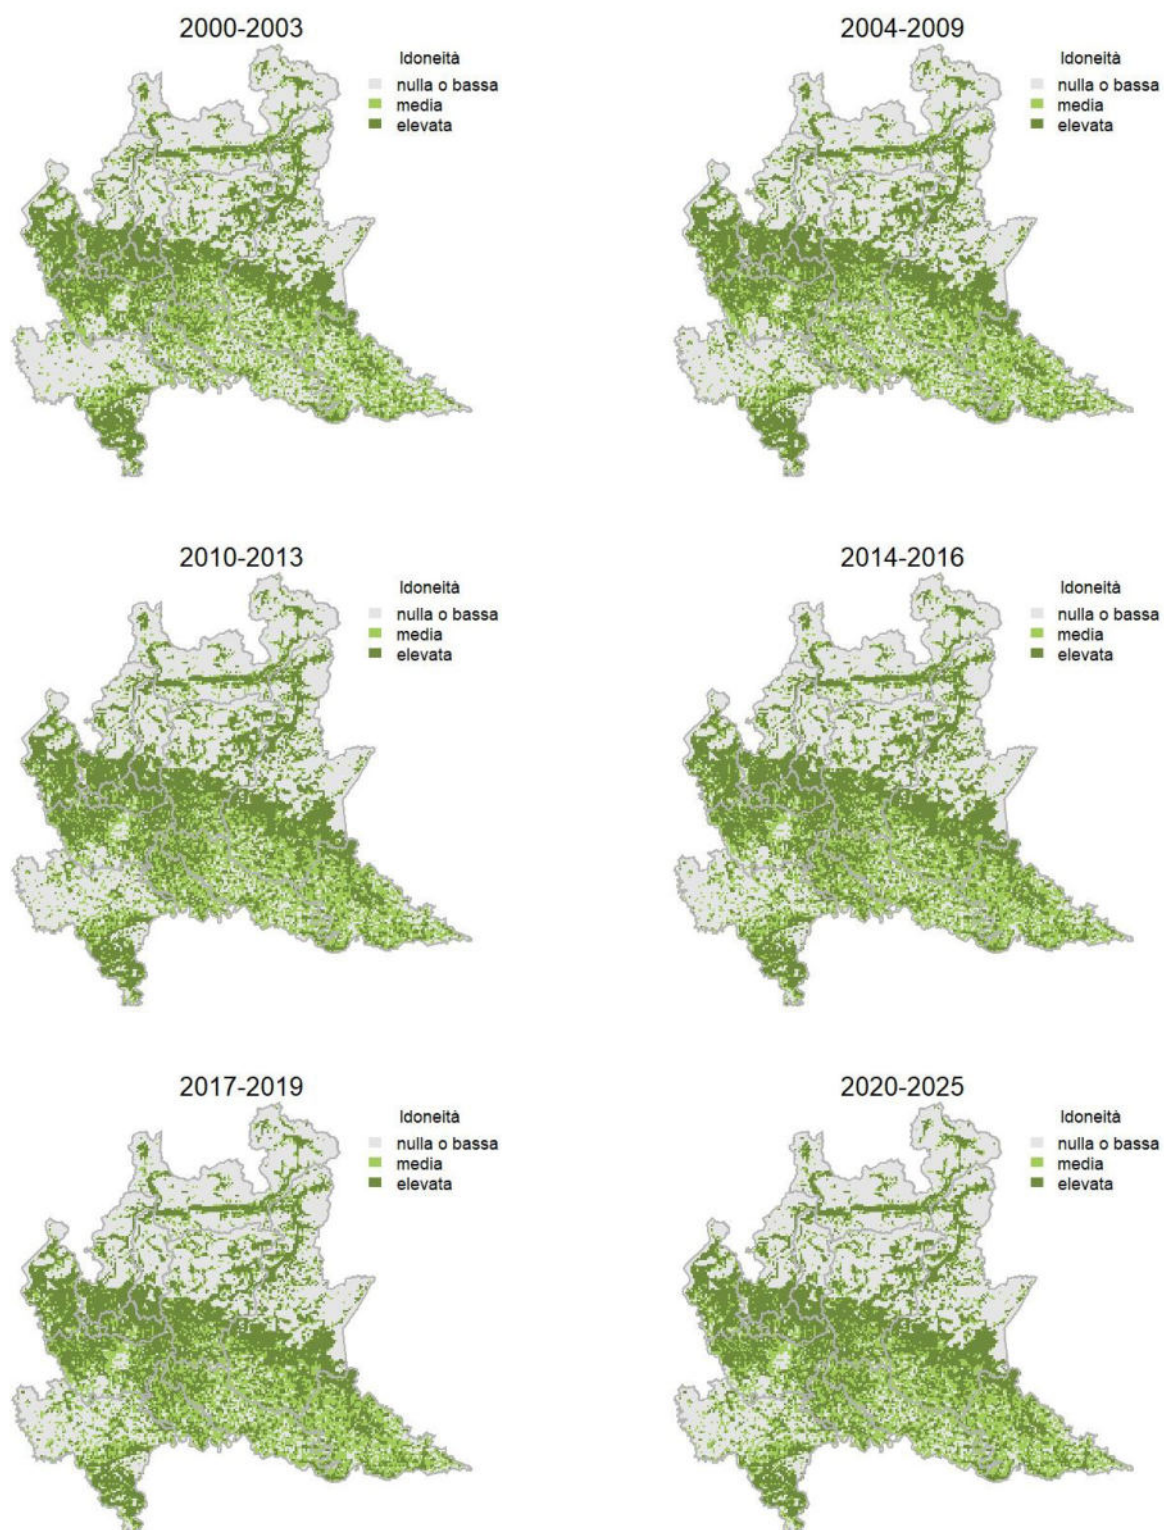 2000-2003
Idoneità
nulla o bassa
media
elevata
2004-2009
Idoneità
nulla o bassa
media
elevata
2010-2013
Idoneità
nulla o bassa
media
elevata
2014-2016
Idoneità
nulla o bassa
media
elevata
2017-2019
Idoneità
nulla o bassa
media
elevata
2020-2025
Idoneità
nulla o bassa
media
elevata